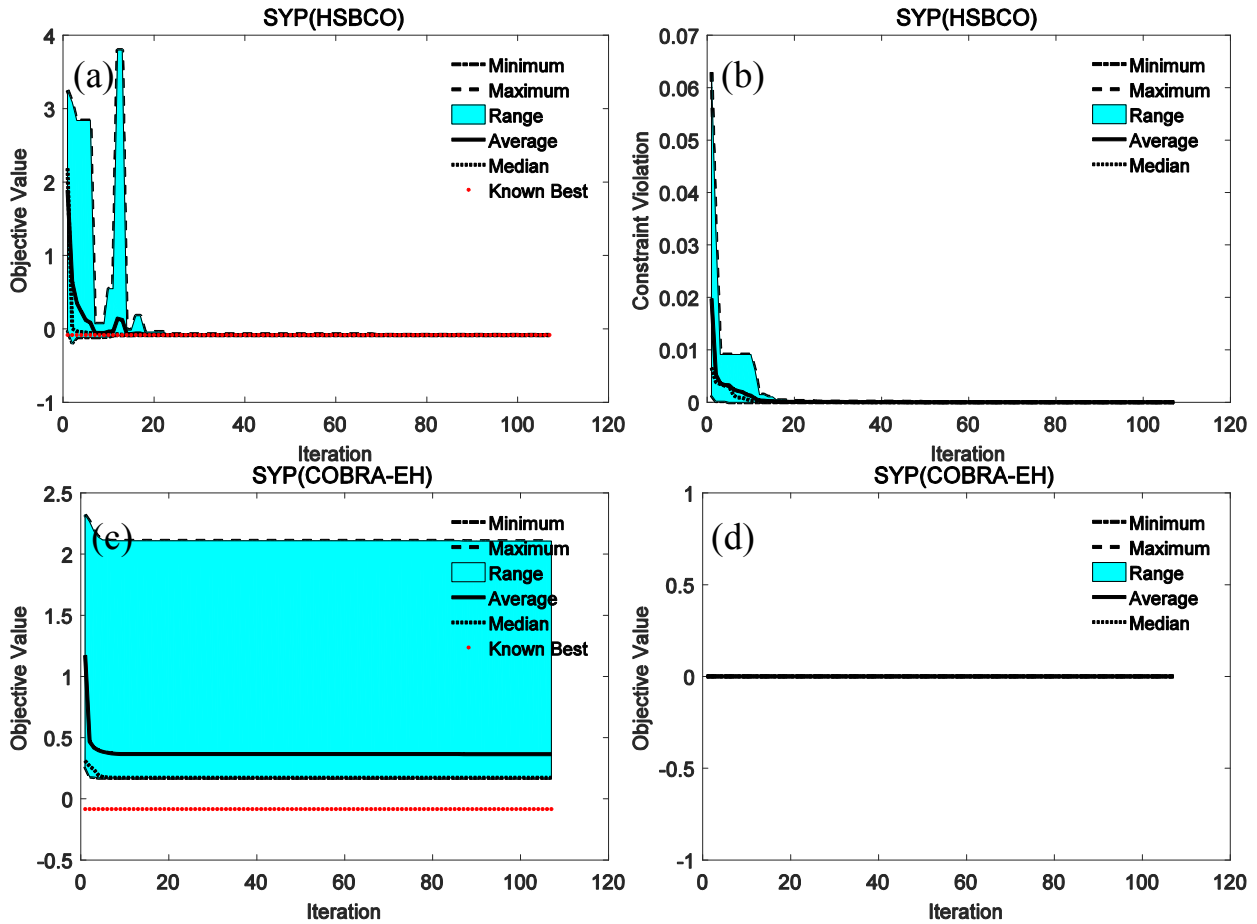 SYP(HSBCO)
(a)
Minimum
Maximum
Range
Average
Median
Known Best
Objective Value
4
3
2
1
0
-1
0 20 40 60 80 100 120
Iteration
SYP(HSBCO)
(b)
Minimum
Maximum
Range
Average
Median
Constraint Violation
0.07
0.06
0.05
0.04
0.03
0.02
0.01
0
0 20 40 60 80 100 120
Iteration
SYP(COBRA-EH)
(c)
Minimum
Maximum
Range
Average
Median
Known Best
Objective Value
2.5
2
1.5
1
0.5
0
-0.5
0 20 40 60 80 100 120
Iteration
SYP(COBRA-EH)
(d)
Minimum
Maximum
Range
Average
Median
Objective Value
1
0.5
0
-0.5
-1
0 20 40 60 80 100 120
Iteration